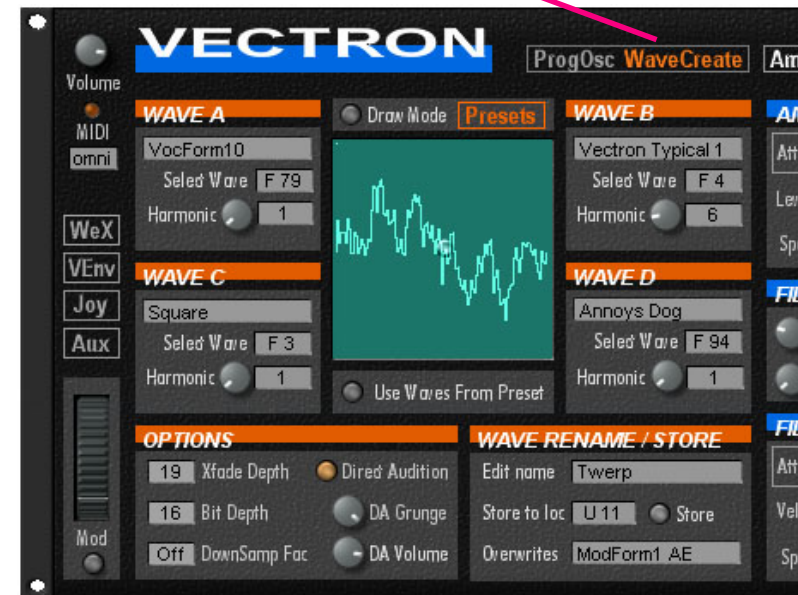 VECTRON
ProgOsc WaveCreate
Volume
MIDI
omni
WeX
VEnv
Joy
Aux
Mod
WAVE A
VocForm10
Select Wave F 79
Harmonic 1
Draw Mode Presets
WAVE B
Vectron Typical 1
Select Wave F 4
Harmonic 6
WAVE C
Square
Select Wave F 3
Harmonic 1
Use Waves From Preset
WAVE D
Annoys Dog
Select Wave F 94
Harmonic 1
OPTIONS
19 Xfade Depth
Direct Audition
16 Bit Depth
DA Grunge
Off DownSamp Fac
DA Volume
WAVE RENAME / STORE
Edit name Twerp
Store to loc U 11 Store
Overwrites ModForm1 AE
Am
Att
Lev
Att
Vel